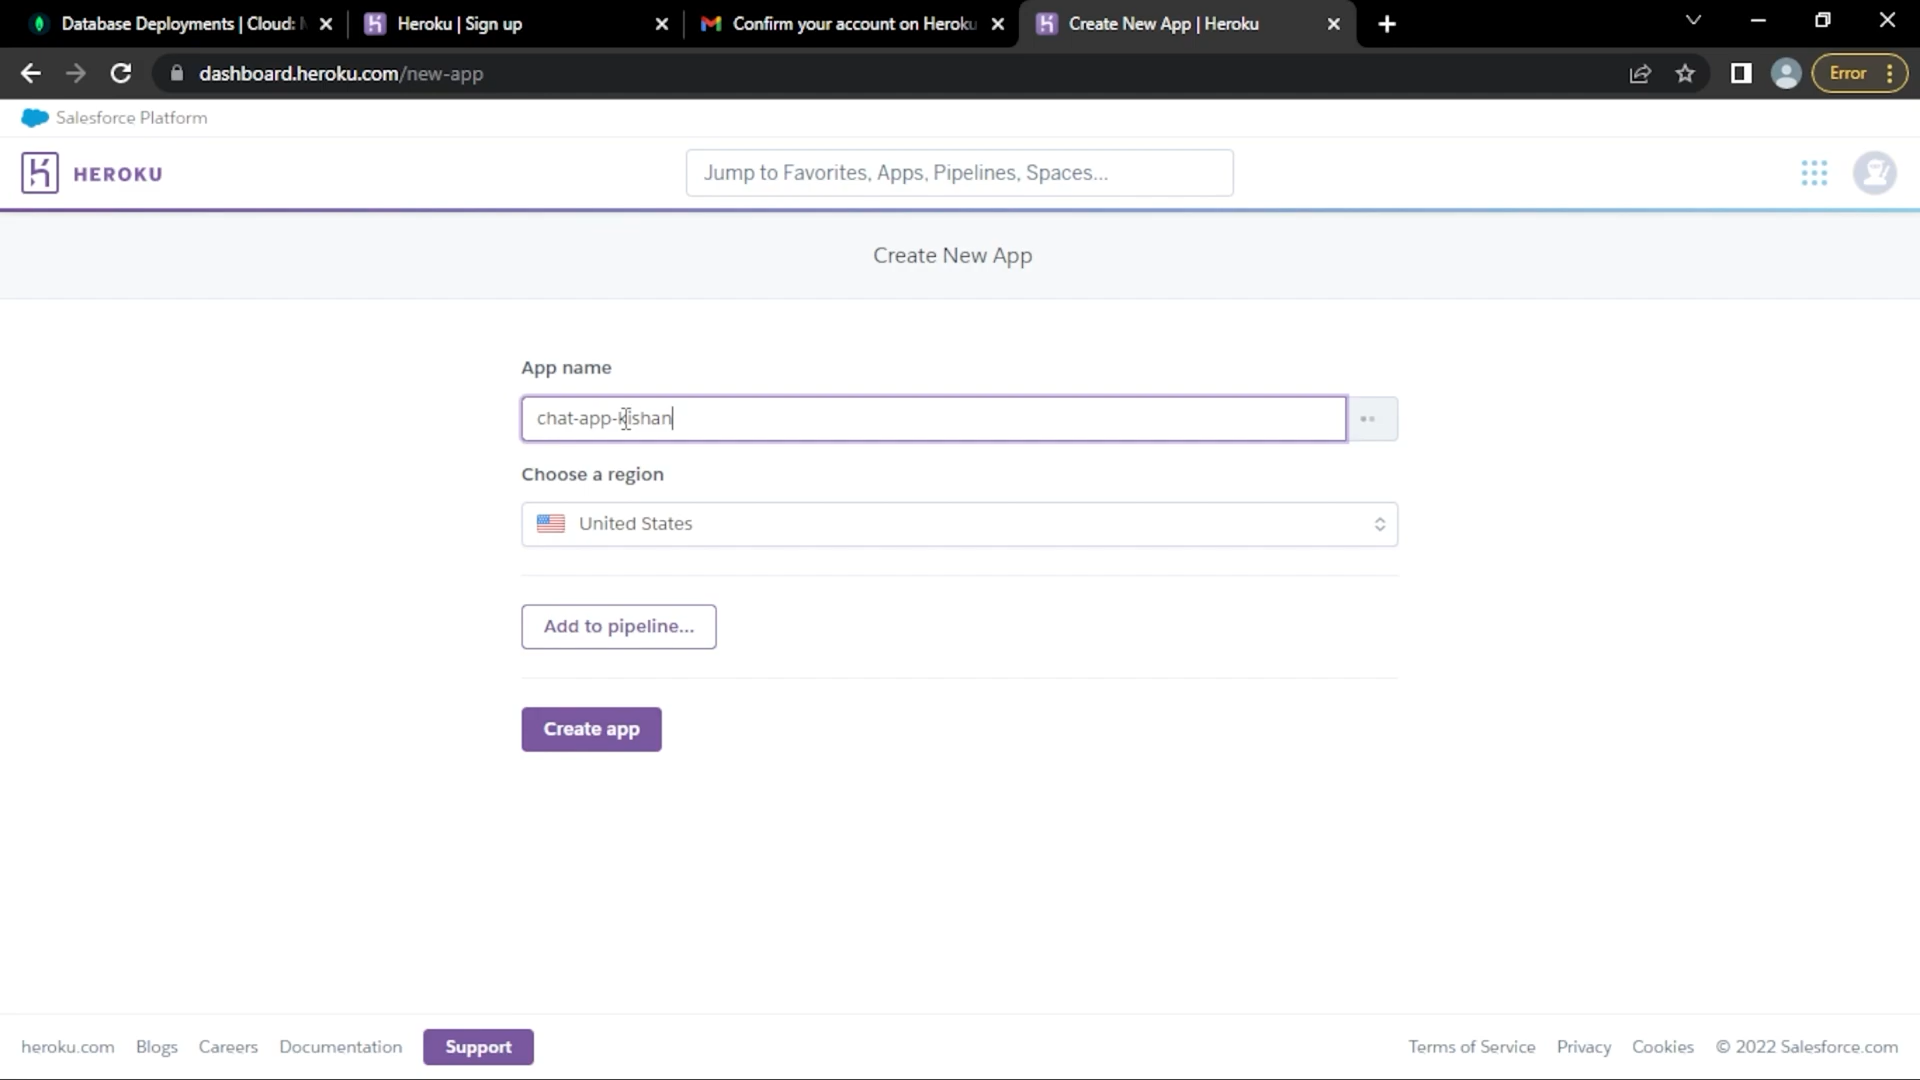 Database Deployments | Cloud:
Heroku | Sign up
Confirm your account on Heroku
Create New App | Heroku
dashboard.heroku.com/new-app
Error
Salesforce Platform
HEROKU
Jump to Favorites, Apps, Pipelines, Spaces...
Create New App
App name
chat-app-kishan
Choose a region
United States
Add to pipeline...
Create app
heroku.com
Blogs
Careers
Documentation
Support
Terms of Service
Privacy
Cookies
© 2022 Salesforce.com